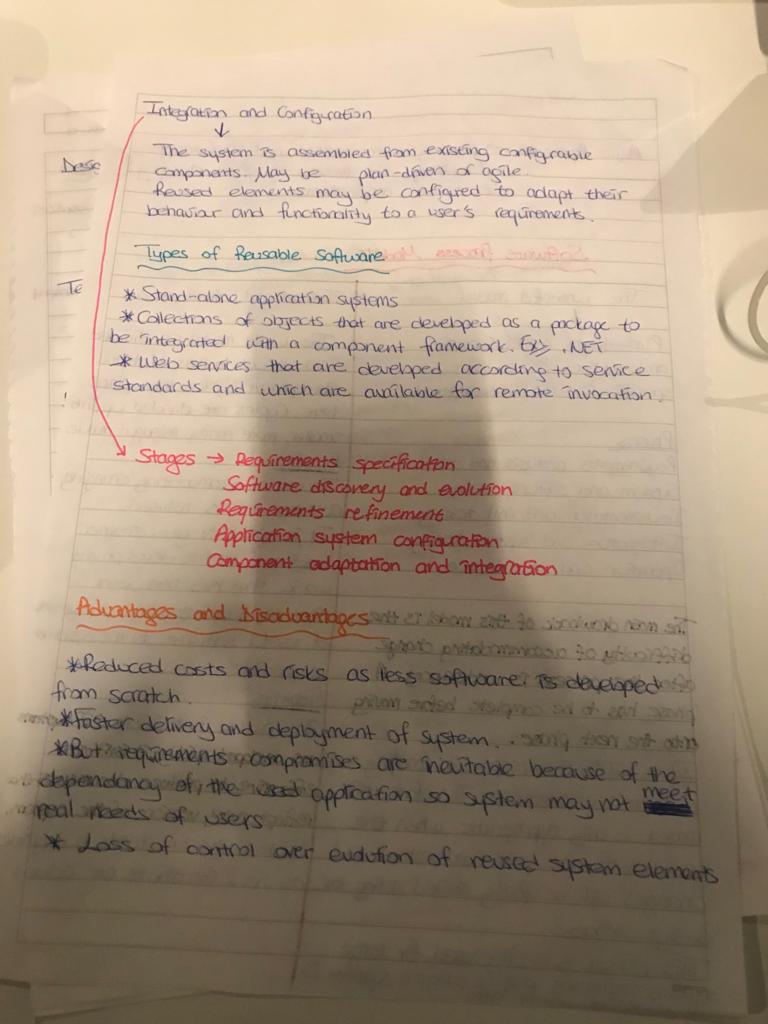 Integration and Configuration
↓
The system is assembled from existing configurable
components. May be plan-driven or agile.
Reused elements may be configured to adapt their
behaviour and functionality to a user's requirements.
Types of Reusable Software
* Stand-alone application systems
* Collections of objects that are developed as a package to
be integrated with a component framework. Ex⇒ .NET
* Web services that are developed according to service
standards and which are available for remote invocation.
Stages → Requirements specification
Software discovery and evolution
Requirements refinement
Application system configuration
Component adaptation and integration
Advantages and Disadvantages
*Reduced costs and risks as less software is developed
from scratch.
*Faster delivery and deployment of system.
*But requirements compromises are inevitable because of the
dependancy of the used application so system may not meet
real needs of users
* Loss of control over evolution of reused system elements
Desc
Te